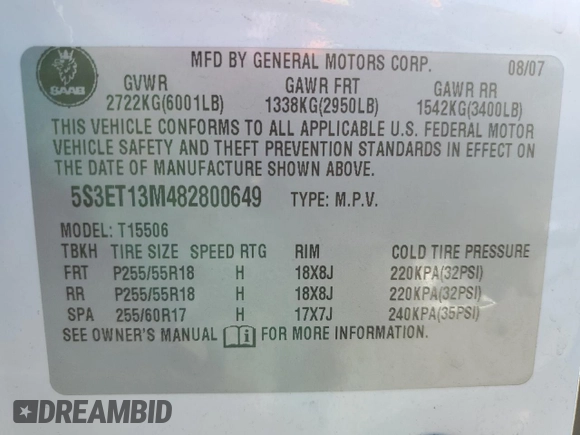 MFD BY GENERAL MOTORS CORP. 08/07
SAAB
GVWR GAWR FRT GAWR RR
2722KG(6001LB) 1338KG(2950LB) 1542KG(3400LB)
THIS VEHICLE CONFORMS TO ALL APPLICABLE U.S. FEDERAL MOTOR
VEHICLE SAFETY AND THEFT PREVENTION STANDARDS IN EFFECT ON
THE DATE OF MANUFACTURE SHOWN ABOVE.
5S3ET13M482800649 TYPE: M.P.V.
MODEL: T15506
TBKH TIRE SIZE SPEED RTG RIM COLD TIRE PRESSURE
FRT P255/55R18 H 18X8J 220KPA(32PSI)
RR P255/55R18 H 18X8J 220KPA(32PSI)
SPA 255/60R17 H 17X7J 240KPA(35PSI)
SEE OWNER'S MANUAL FOR MORE INFORMATION.
DREAMBID